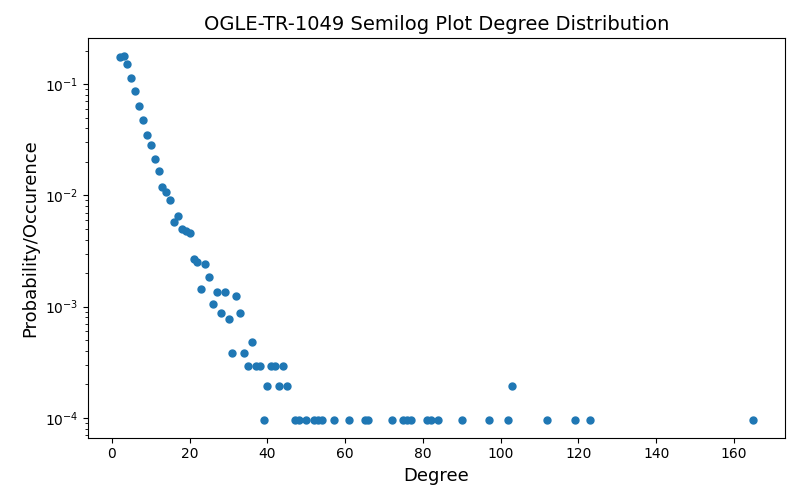 OGLE-TR-1049 Semilog Plot Degree Distribution
Probability/Occurence
10⁻¹
10⁻²
10⁻³
10⁻⁴
0 20 40 60 80 100 120 140 160
Degree